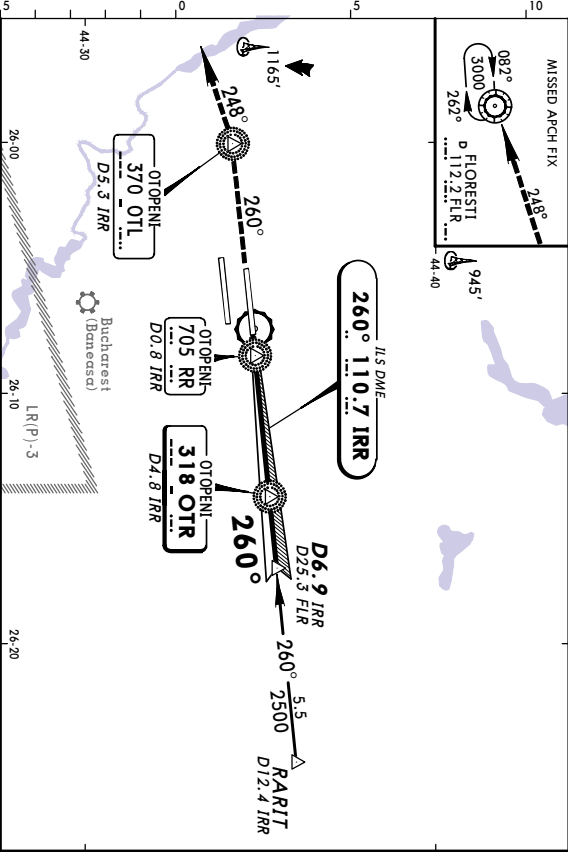 5
0
5
10
MISSED APCH FIX
3000
082°
262°
248°
D FLORESTI
112.2 FLR
44-30
1165'
248°
26-00
OTOPENI
370 OTL
D5.3 IRR
260°
44-40
945'
Bucharest
(Baneasa)
OTOPENI
705 RR
D0.8 IRR
ILS DME
260° 110.7 IRR
26-10
LR(P)-3
OTOPENI
318 OTR
D4.8 IRR
260°
D6.9 IRR
D25.3 FLR
26-20
260°
5.5
2500
RARIT
D12.4 IRR